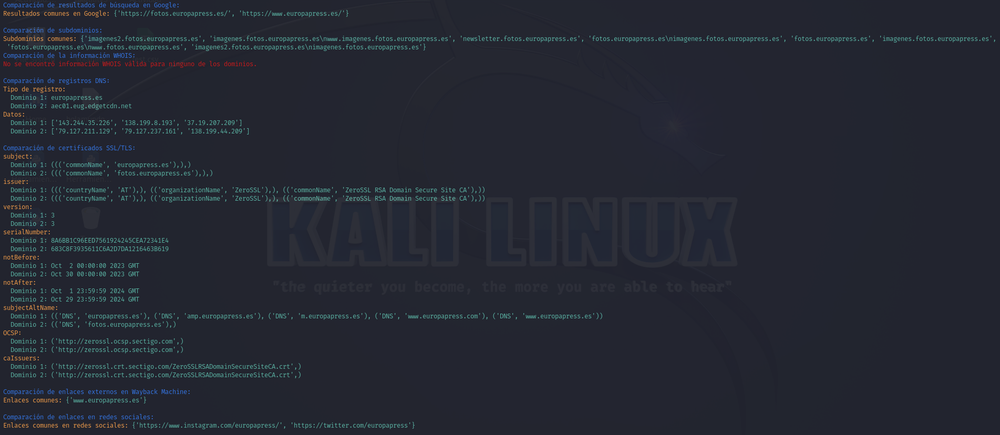 Comparación de resultados de búsqueda en Google:
Resultados comunes en Google: {'https://fotos.europapress.es/', 'https://www.europapress.es/'}
Comparación de subdominios:
Subdominios comunes: {'imagenes2.fotos.europapress.es', 'imagenes.fotos.europapress.es\nwww.imagenes.fotos.europapress.es', 'newsletter.fotos.europapress.es', 'fotos.europapress.es\nimagenes.fotos.europapress.es', 'fotos.europapress.es', 'imagenes.fotos.europapress.es',
'fotos.europapress.es\nwww.fotos.europapress.es', 'imagenes2.fotos.europapress.es\nimagenes.fotos.europapress.es'}
Comparación de la información WHOIS:
No se encontró información WHOIS válida para ninguno de los dominios.
Comparación de registros DNS:
Tipo de registro:
Dominio 1: europapress.es
Dominio 2: aec01.eug.edgetcdn.net
Datos:
Dominio 1: ['143.244.35.226', '138.199.8.193', '37.19.207.209']
Dominio 2: ['79.127.211.129', '79.127.237.161', '138.199.44.209']
Comparación de certificados SSL/TLS:
subject:
Dominio 1: ((('commonName', 'europapress.es'),),)
Dominio 2: ((('commonName', 'fotos.europapress.es'),),)
Herramien... Herramien...
issuer:
Dominio 1: ((('countryName', 'AT'),), (('organizationName', 'ZeroSSL'),), (('commonName', 'ZeroSSL RSA Domain Secure Site CA'),))
Dominio 2: ((('countryName', 'AT'),), (('organizationName', 'ZeroSSL'),), (('commonName', 'ZeroSSL RSA Domain Secure Site CA'),))
version:
Dominio 1: 3
Dominio 2: 3
serialNumber:
Dominio 1: 8A6BB1C96EED7561924245CEA72341E4
Dominio 2: 683C8F3935611C6A2D7DA1216463B619
KALI LINUX
notBefore:
Dominio 1: Oct  2 00:00:00 2023 GMT
Dominio 2: Oct 30 00:00:00 2023 GMT
notAfter:
"the quieter you become, the more you are able to hear"
Dominio 1: Oct  1 23:59:59 2024 GMT
Dominio 2: Oct 29 23:59:59 2024 GMT
subjectAltName:
Dominio 1: (('DNS', 'europapress.es'), ('DNS', 'amp.europapress.es'), ('DNS', 'm.europapress.es'), ('DNS', 'www.europapress.com'), ('DNS', 'www.europapress.es'))
Dominio 2: (('DNS', 'fotos.europapress.es'),)
OCSP:
Dominio 1: ('http://zerossl.ocsp.sectigo.com',)
Dominio 2: ('http://zerossl.ocsp.sectigo.com',)
caIssuers:
Dominio 1: ('http://zerossl.crt.sectigo.com/ZeroSSLRSADomainSecureSiteCA.crt',)
Dominio 2: ('http://zerossl.crt.sectigo.com/ZeroSSLRSADomainSecureSiteCA.crt',)
Comparación de enlaces externos en Wayback Machine:
Enlaces comunes: {'www.europapress.es'}
Comparación de enlaces en redes sociales:
Enlaces comunes en redes sociales: {'https://www.instagram.com/europapress/', 'https://twitter.com/europapress'}